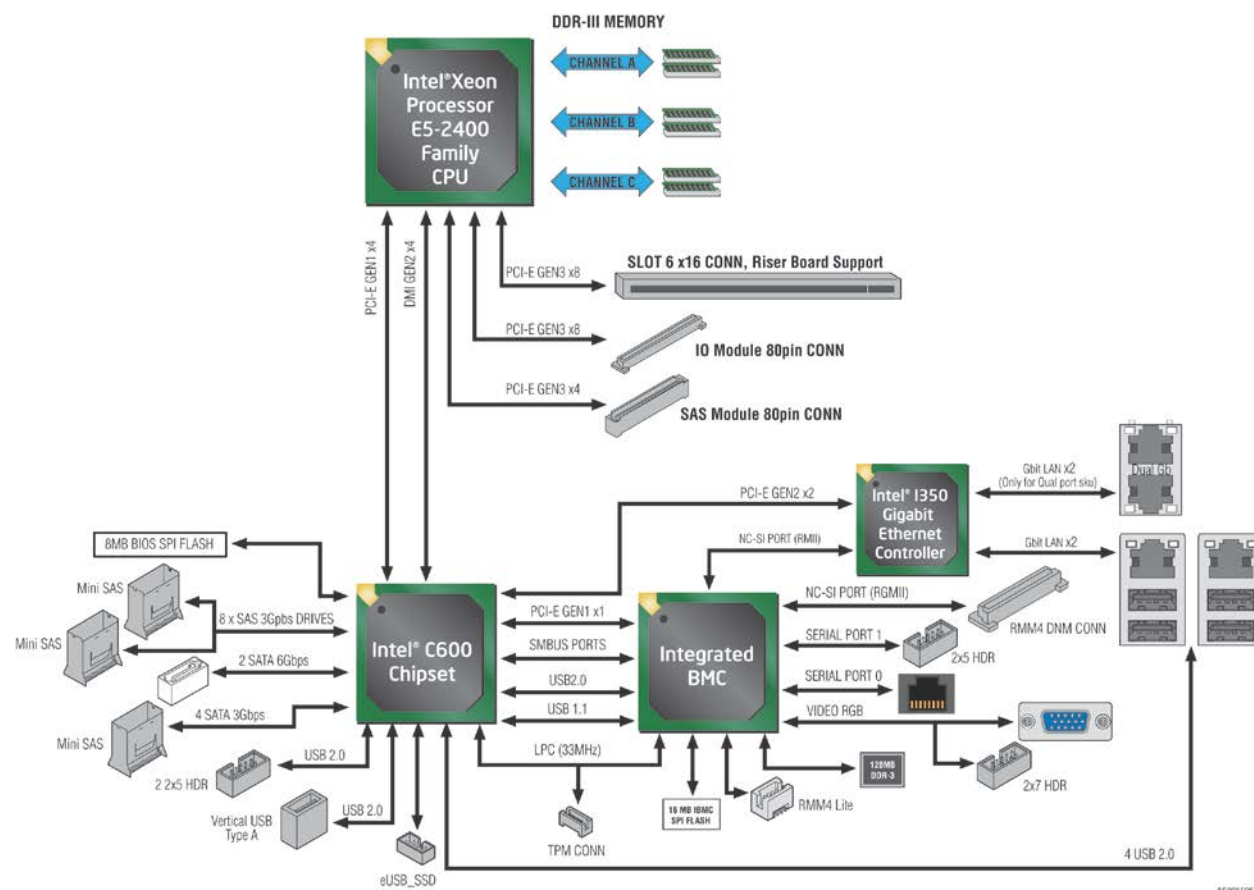 DDR-III MEMORY
Intel® Xeon
Processor
E5-2400
Family
CPU
CHANNEL A
CHANNEL B
CHANNEL C
PCI-E GEN1 x4
DMI GEN2 x4
PCI-E GEN3 x8
SLOT 6 x16 CONN, Riser Board Support
PCI-E GEN3 x8
IO Module 80pin CONN
PCI-E GEN3 x4
SAS Module 80pin CONN
PCI-E GEN2 x2
Intel® I350
Gigabit
Ethernet
Controller
Gbit LAN x2
(Only for Qual port sku)
Dual Gb
NC-SI PORT (RMII)
Gbit LAN x2
8MB BIOS SPI FLASH
Mini SAS
Mini SAS
8 x SAS 3Gpbs DRIVES
2 SATA 6Gbps
4 SATA 3Gbps
Mini SAS
Intel® C600
Chipset
PCI-E GEN1 x1
SMBUS PORTS
USB2.0
USB 1.1
Integrated
BMC
NC-SI PORT (RGMII)
RMM4 DNM CONN
SERIAL PORT 1
2x5 HDR
SERIAL PORT 0
VIDEO RGB
2x7 HDR
USB 2.0
2 2x5 HDR
LPC (33MHz)
128MB
DDR-3
Vertical USB
Type A
USB 2.0
16 MB IBMC
SPI FLASH
RMM4 Lite
TPM CONN
eUSB_SSD
4 USB 2.0